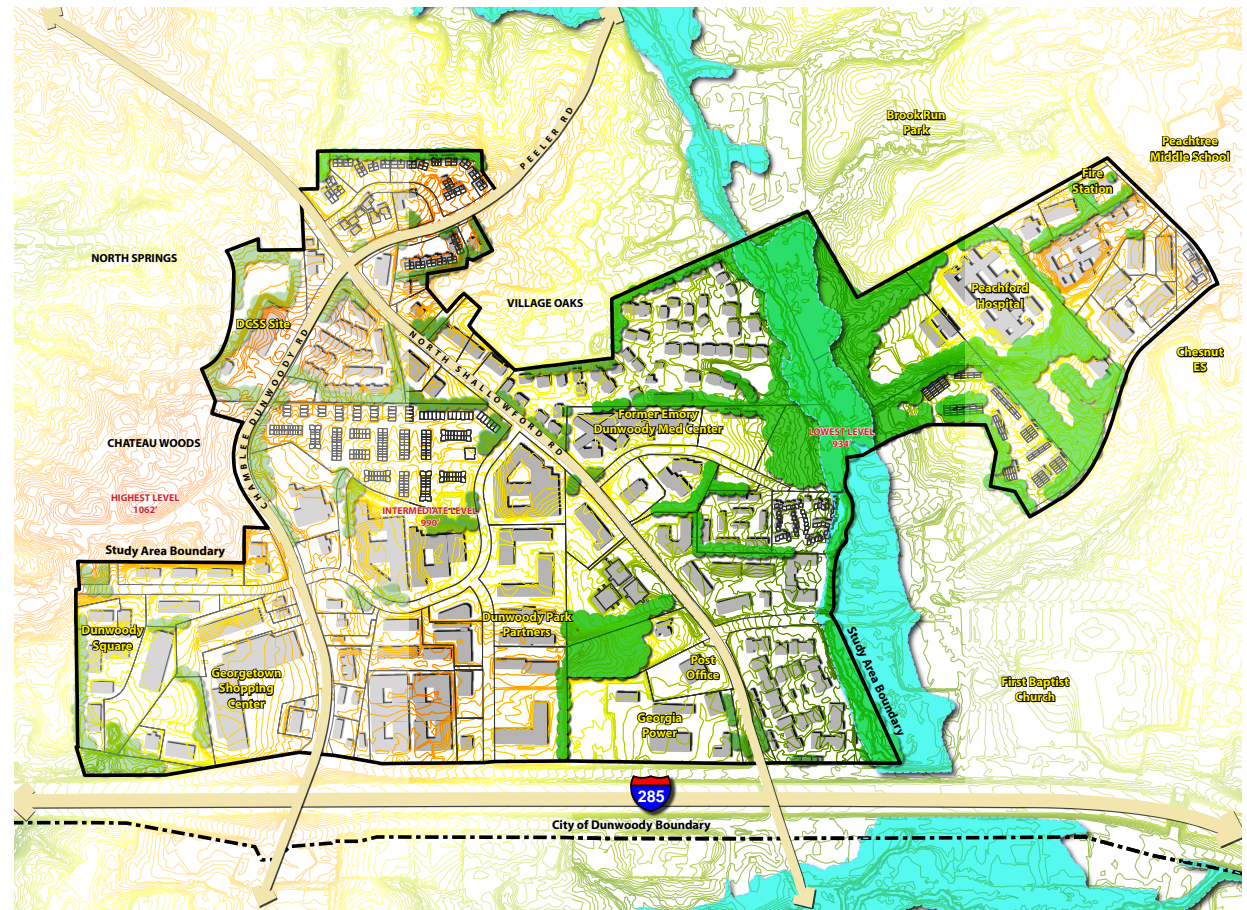 PEELER RD
Brook Run
Park
Peachtree
Middle School
Fire
Station
NORTH SPRINGS
VILLAGE OAKS
Peachford
Hospital
DCSS Site
CHAMBLEE DUNWOODY RD
NORTH SHALLOWFORD RD
Chesnut
ES
Former Emory
Dunwoody Med Center
LOWEST LEVEL
934'
CHATEAU WOODS
HIGHEST LEVEL
1062'
INTERMEDIATE LEVEL
990'
Study Area Boundary
Dunwoody
Square
Georgetown
Shopping
Center
Dunwoody Park
Partners
Post
Office
Georgia
Power
Study Area Boundary
First Baptist
Church
285
City of Dunwoody Boundary